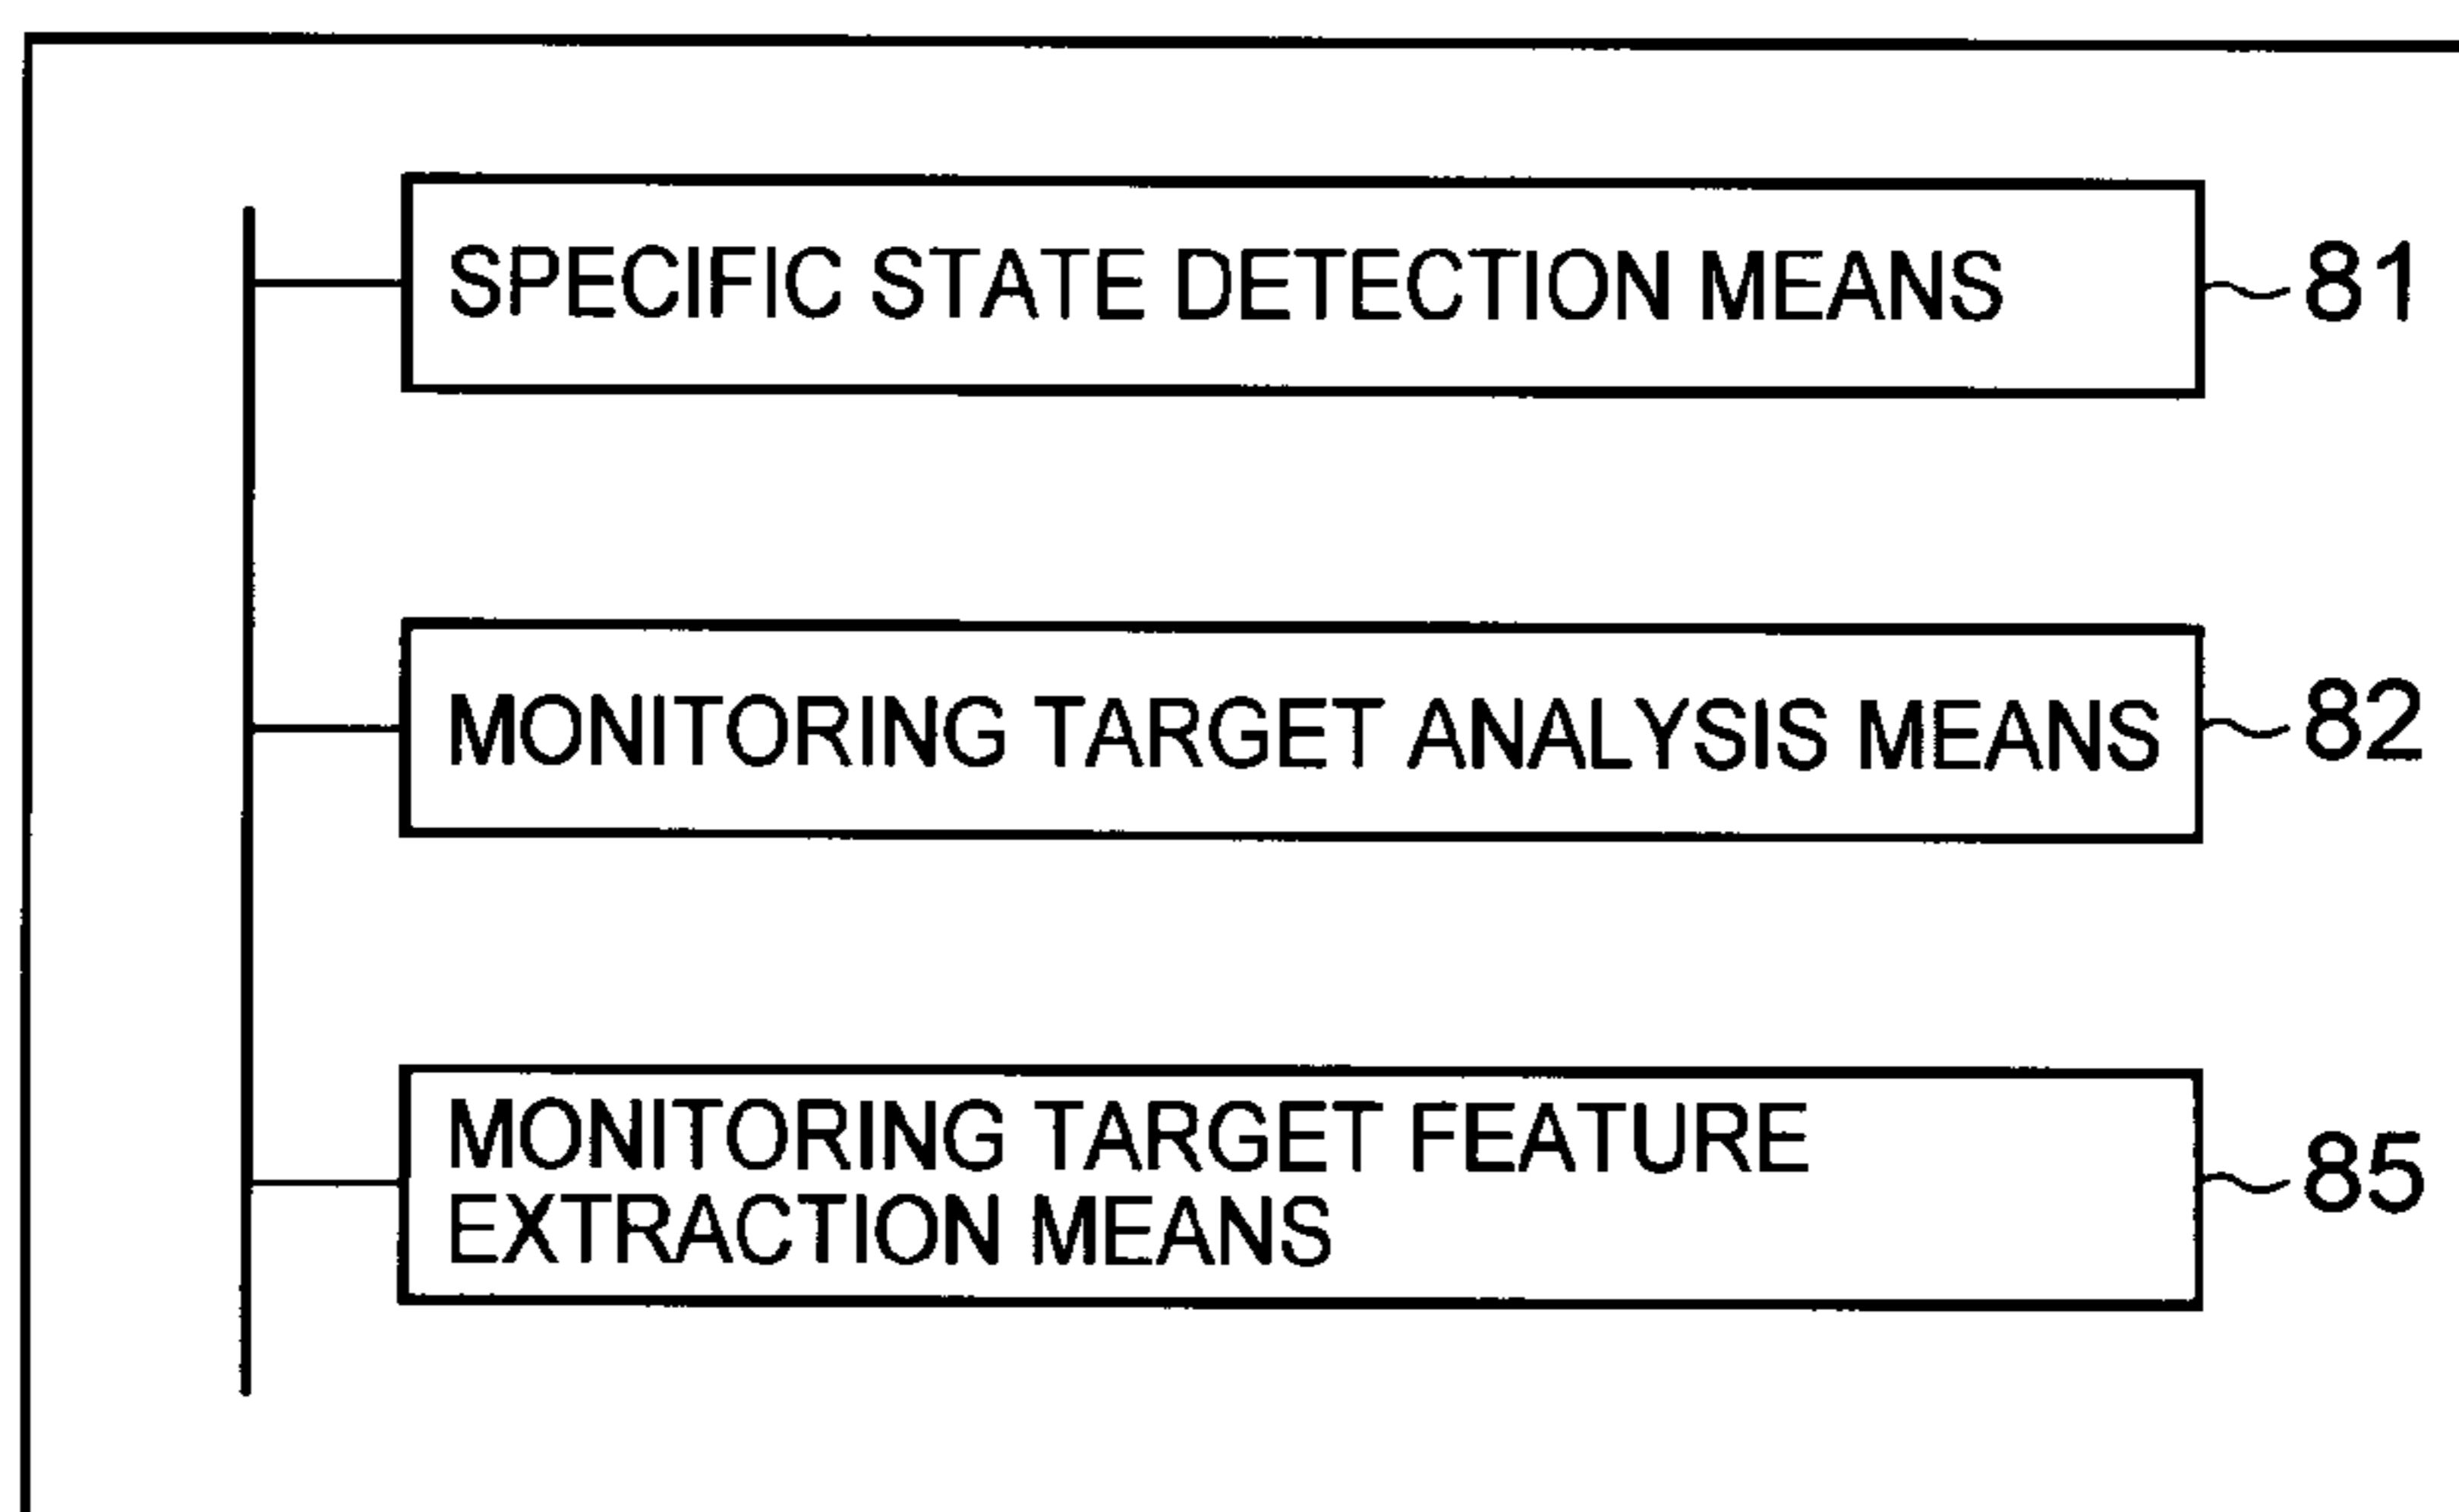 SPECIFIC STATE DETECTION MEANS
81
MONITORING TARGET ANALYSIS MEANS
82
MONITORING TARGET FEATURE
EXTRACTION MEANS
85